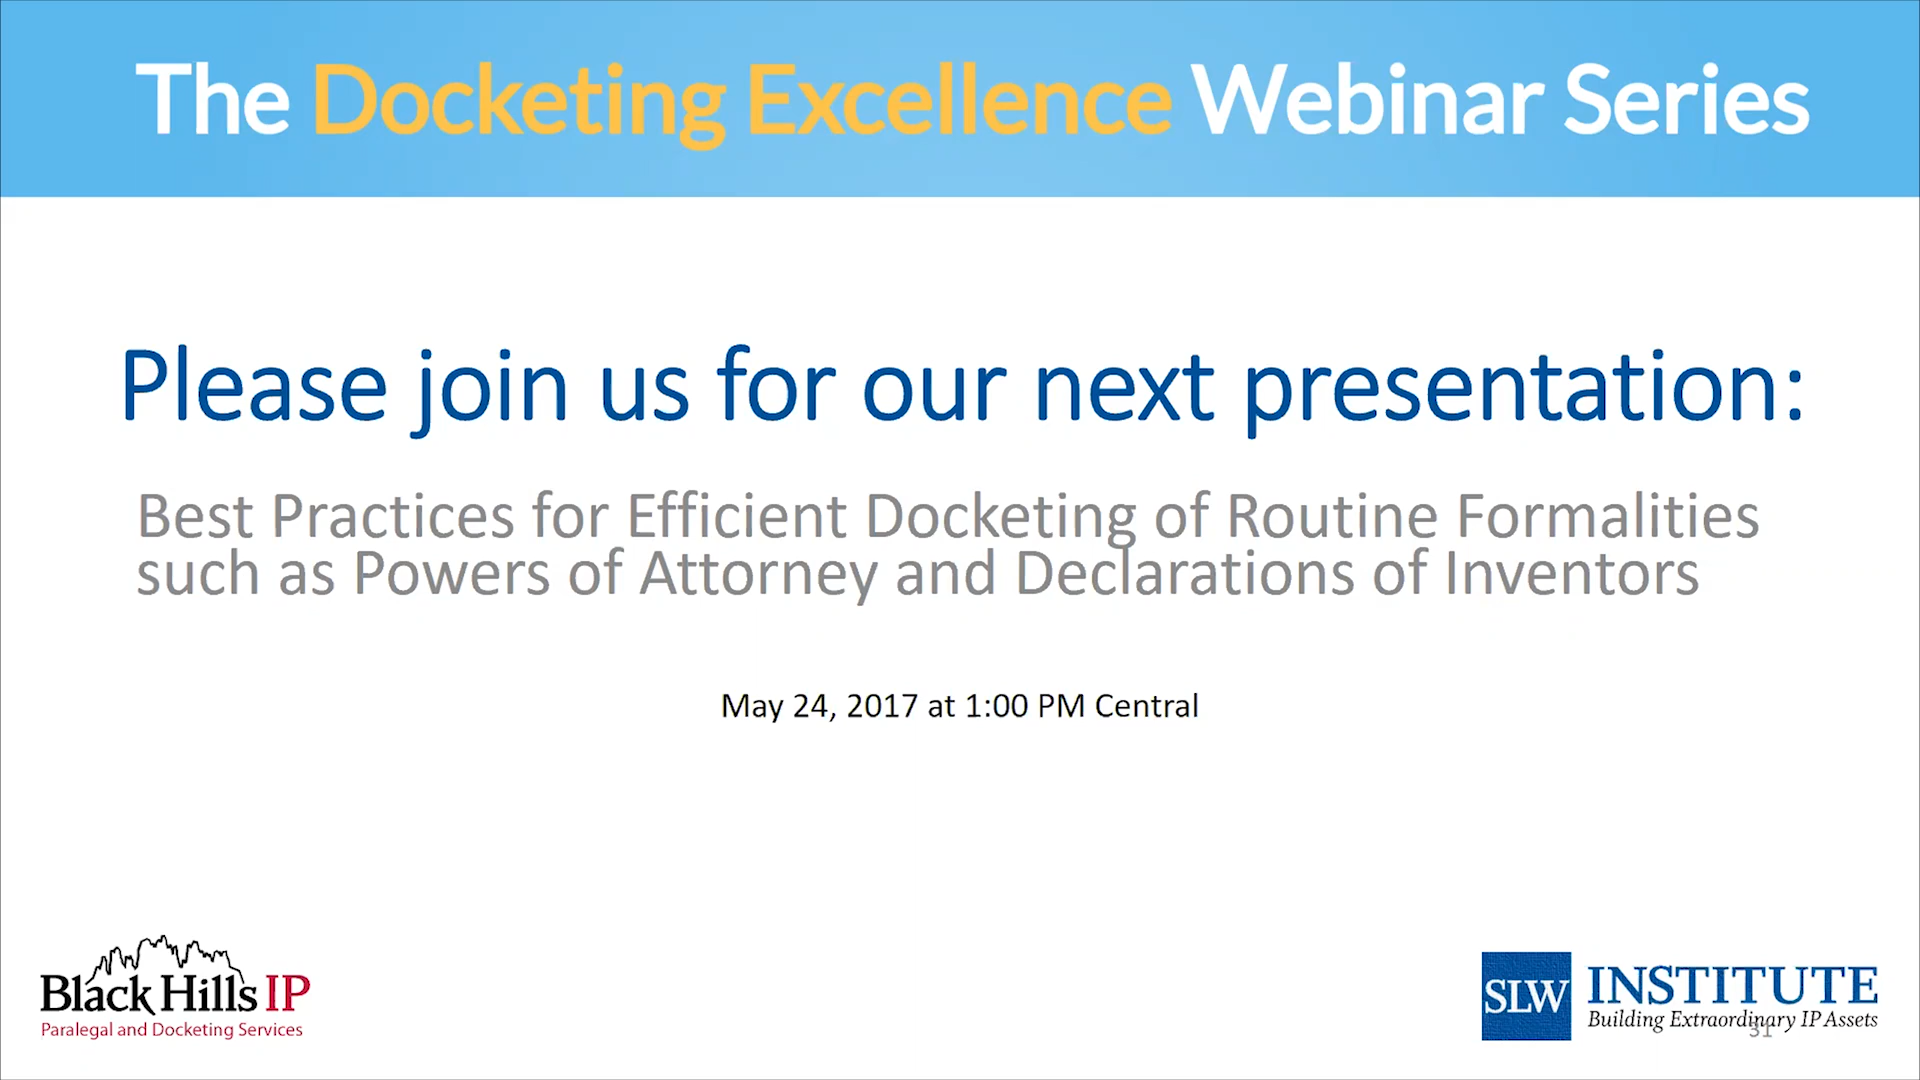 The Docketing Excellence Webinar Series
Please join us for our next presentation:
Best Practices for Efficient Docketing of Routine Formalities
such as Powers of Attorney and Declarations of Inventors
May 24, 2017 at 1:00 PM Central
Black Hills IP
Paralegal and Docketing Services
SLW INSTITUTE
Building Extraordinary IP Assets
31